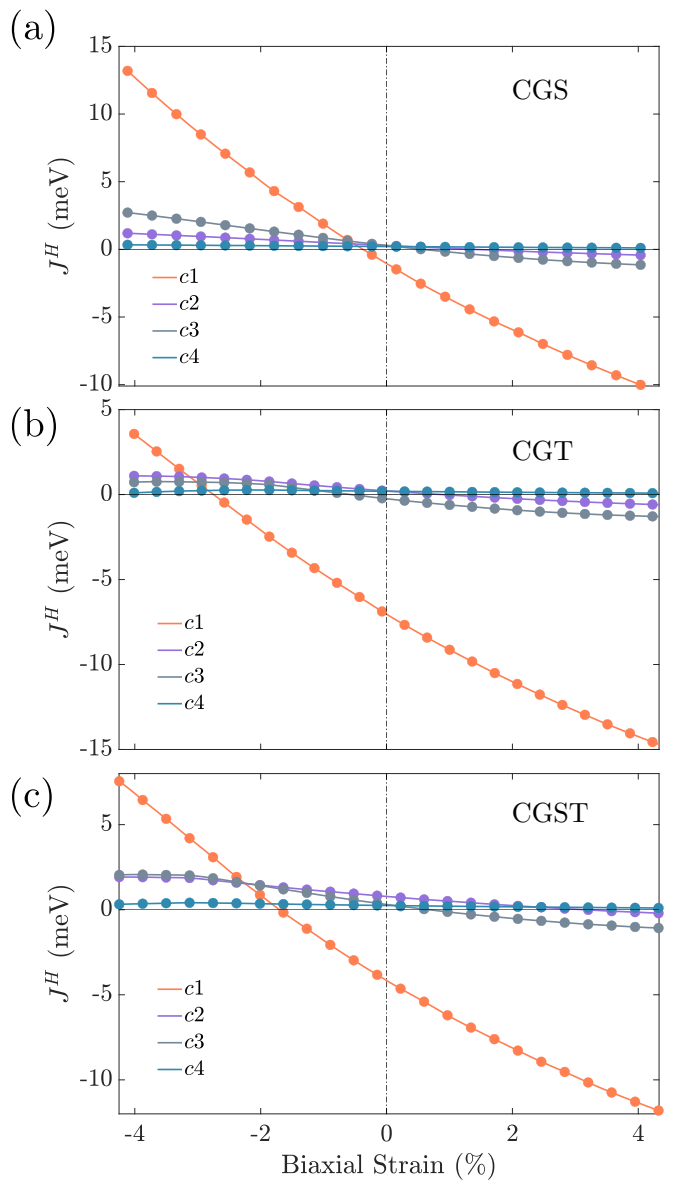 (a)
CGS
15
10
5
0
-5
-10
J^H (meV)
c1
c2
c3
c4
(b)
CGT
5
0
-5
-10
-15
J^H (meV)
c1
c2
c3
c4
(c)
CGST
5
0
-5
-10
J^H (meV)
c1
c2
c3
c4
-4 -2 0 2 4
Biaxial Strain (%)